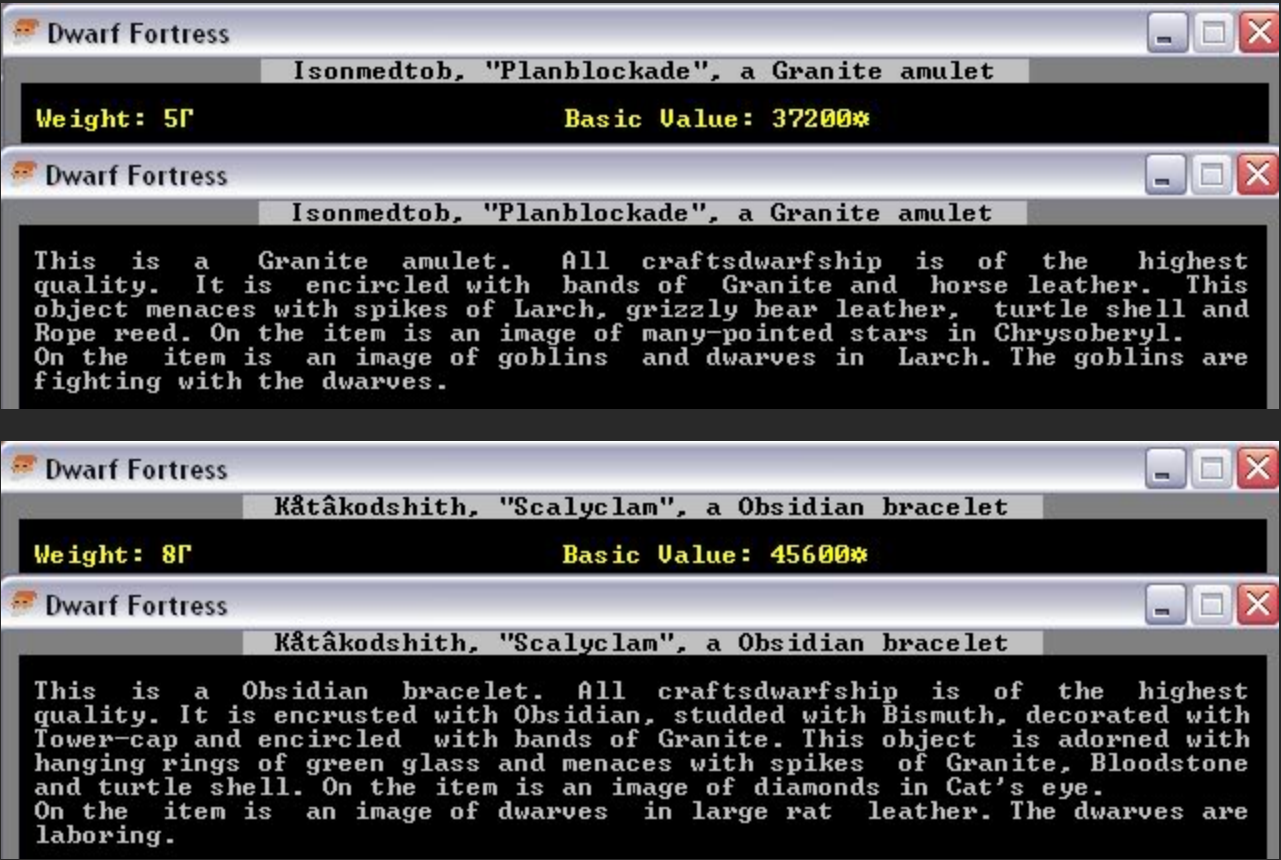 Dwarf Fortress
Isonmedtob, "Planblockade", a Granite amulet
Weight: 5Γ Basic Value: 37200☼
Dwarf Fortress
Isonmedtob, "Planblockade", a Granite amulet
This is a Granite amulet. All craftsdwarfship is of the highest
quality. It is encircled with bands of Granite and horse leather. This
object menaces with spikes of Larch, grizzly bear leather, turtle shell and
Rope reed. On the item is an image of many-pointed stars in Chrysoberyl.
On the item is an image of goblins and dwarves in Larch. The goblins are
fighting with the dwarves.
Dwarf Fortress
Kåtâkodshith, "Scalyclam", a Obsidian bracelet
Weight: 8Γ Basic Value: 45600☼
Dwarf Fortress
Kåtâkodshith, "Scalyclam", a Obsidian bracelet
This is a Obsidian bracelet. All craftsdwarfship is of the highest
quality. It is encrusted with Obsidian, studded with Bismuth, decorated with
Tower-cap and encircled with bands of Granite. This object is adorned with
hanging rings of green glass and menaces with spikes of Granite, Bloodstone
and turtle shell. On the item is an image of diamonds in Cat's eye.
On the item is an image of dwarves in large rat leather. The dwarves are
laboring.